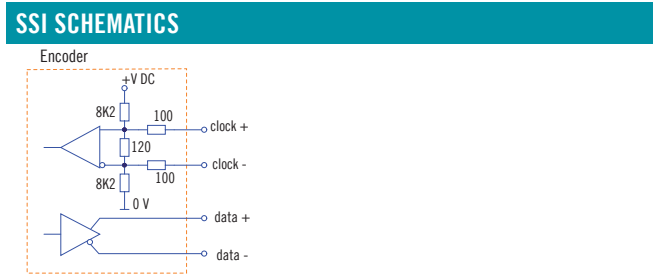 SSI SCHEMATICS
Encoder
+V DC
8K2
100
clock +
120
clock -
8K2
100
0 V
data +
data -